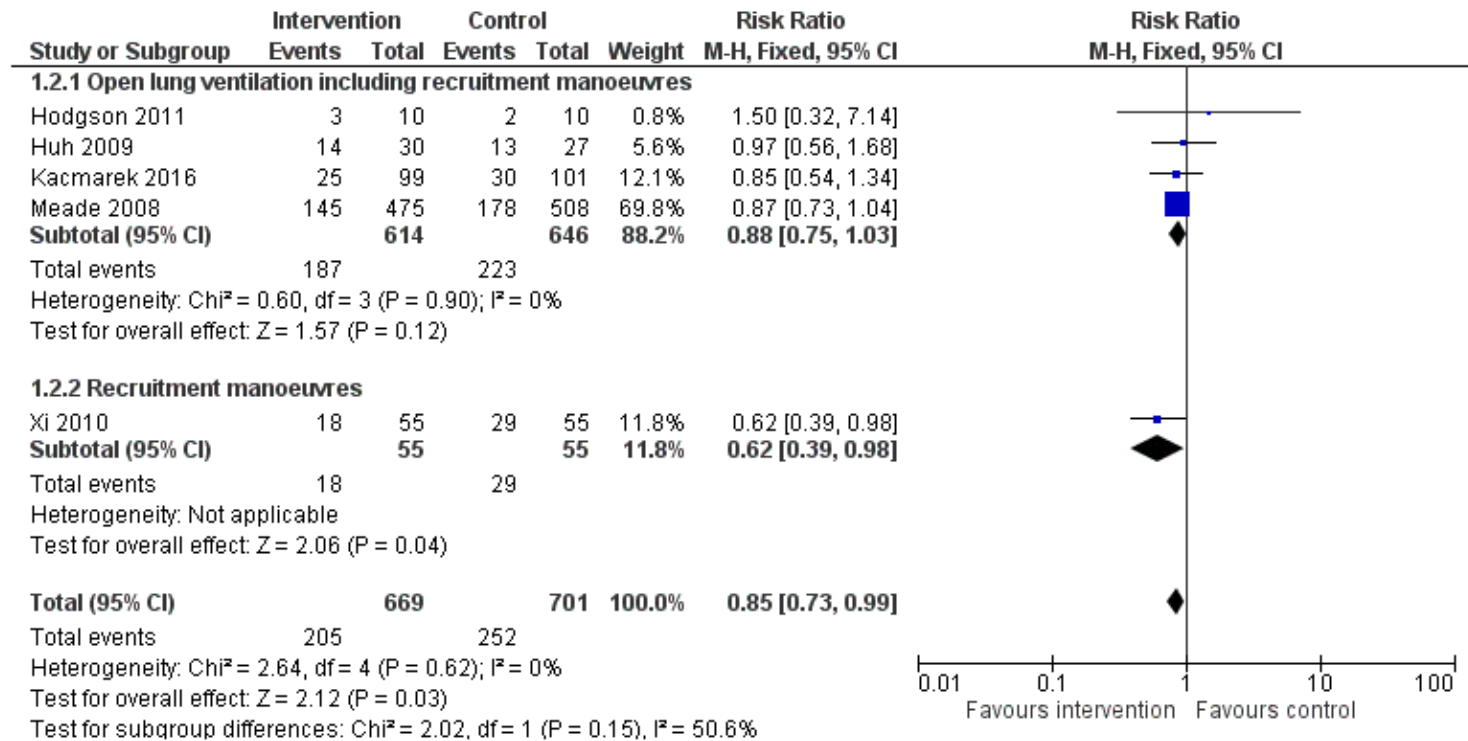 Intervention Control Risk Ratio Risk Ratio
Study or Subgroup Events Total Events Total Weight M-H, Fixed, 95% CI M-H, Fixed, 95% CI
1.2.1 Open lung ventilation including recruitment manoeuvres
Hodgson 2011 3 10 2 10 0.8% 1.50 [0.32, 7.14]
Huh 2009 14 30 13 27 5.6% 0.97 [0.56, 1.68]
Kacmarek 2016 25 99 30 101 12.1% 0.85 [0.54, 1.34]
Meade 2008 145 475 178 508 69.8% 0.87 [0.73, 1.04]
Subtotal (95% CI) 614 646 88.2% 0.88 [0.75, 1.03]
Total events 187 223
Heterogeneity: Chi² = 0.60, df = 3 (P = 0.90); I² = 0%
Test for overall effect: Z = 1.57 (P = 0.12)
1.2.2 Recruitment manoeuvres
Xi 2010 18 55 29 55 11.8% 0.62 [0.39, 0.98]
Subtotal (95% CI) 55 55 11.8% 0.62 [0.39, 0.98]
Total events 18 29
Heterogeneity: Not applicable
Test for overall effect: Z = 2.06 (P = 0.04)
Total (95% CI) 669 701 100.0% 0.85 [0.73, 0.99]
Total events 205 252
Heterogeneity: Chi² = 2.64, df = 4 (P = 0.62); I² = 0%
Test for overall effect: Z = 2.12 (P = 0.03)
Test for subgroup differences: Chi² = 2.02, df = 1 (P = 0.15), I² = 50.6%
0.01 0.1 1 10 100
Favours intervention Favours control